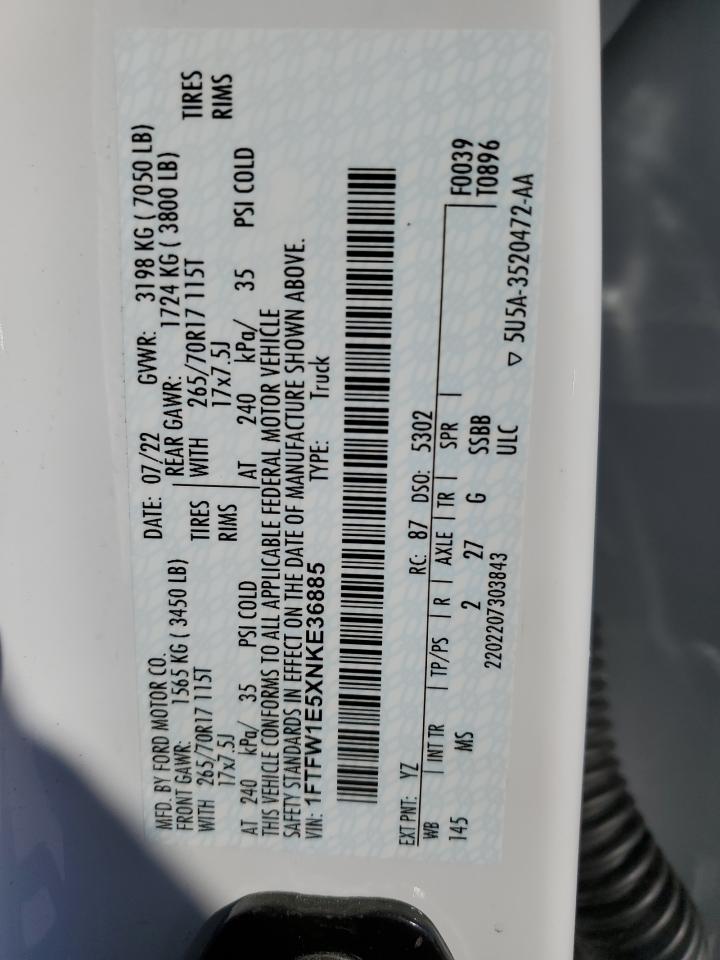 MFD. BY FORD MOTOR CO.
DATE: 07/22 GVWR: 3198 KG ( 7050 LB)
FRONT GAWR: 1565 KG ( 3450 LB)
REAR GAWR: 1724 KG ( 3800 LB)
WITH 265/70R17 115T TIRES
WITH 265/70R17 115T TIRES
17x7.5J RIMS
17x7.5J RIMS
AT 240 kPa/ 35 PSI COLD
AT 240 kPa/ 35 PSI COLD
THIS VEHICLE CONFORMS TO ALL APPLICABLE FEDERAL MOTOR VEHICLE
SAFETY STANDARDS IN EFFECT ON THE DATE OF MANUFACTURE SHOWN ABOVE.
VIN: 1FTFW1E5XNKE36885 TYPE: Truck
EXT PNT: YZ RC: 87 DSO: 5302
WB INT TR TP/PS R AXLE TR SPR F0039
145 MS 2 27 G SSBB T0896
2202207303843 ULC ▽ 5U5A-3520472-AA